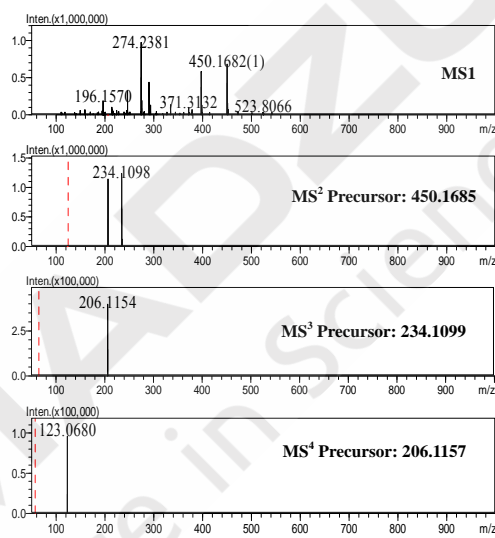 Inten.(x1,000,000)
1.0
274.2381
450.1682(1)
MS1
0.5
196.1570
371.3132
523.8066
0.0
100 200 300 400 500 600 700 800 900 m/z
Inten.(x1,000,000)
1.5
234.1098
1.0
MS2 Precursor: 450.1685
0.5
0.0
100 200 300 400 500 600 700 800 900 m/z
Inten.(x100,000)
206.1154
2.5
MS3 Precursor: 234.1099
0.0
100 200 300 400 500 600 700 800 900 m/z
Inten.(x100,000)
1.0
123.0680
MS4 Precursor: 206.1157
0.5
0.0
100 200 300 400 500 600 700 800 900 m/z